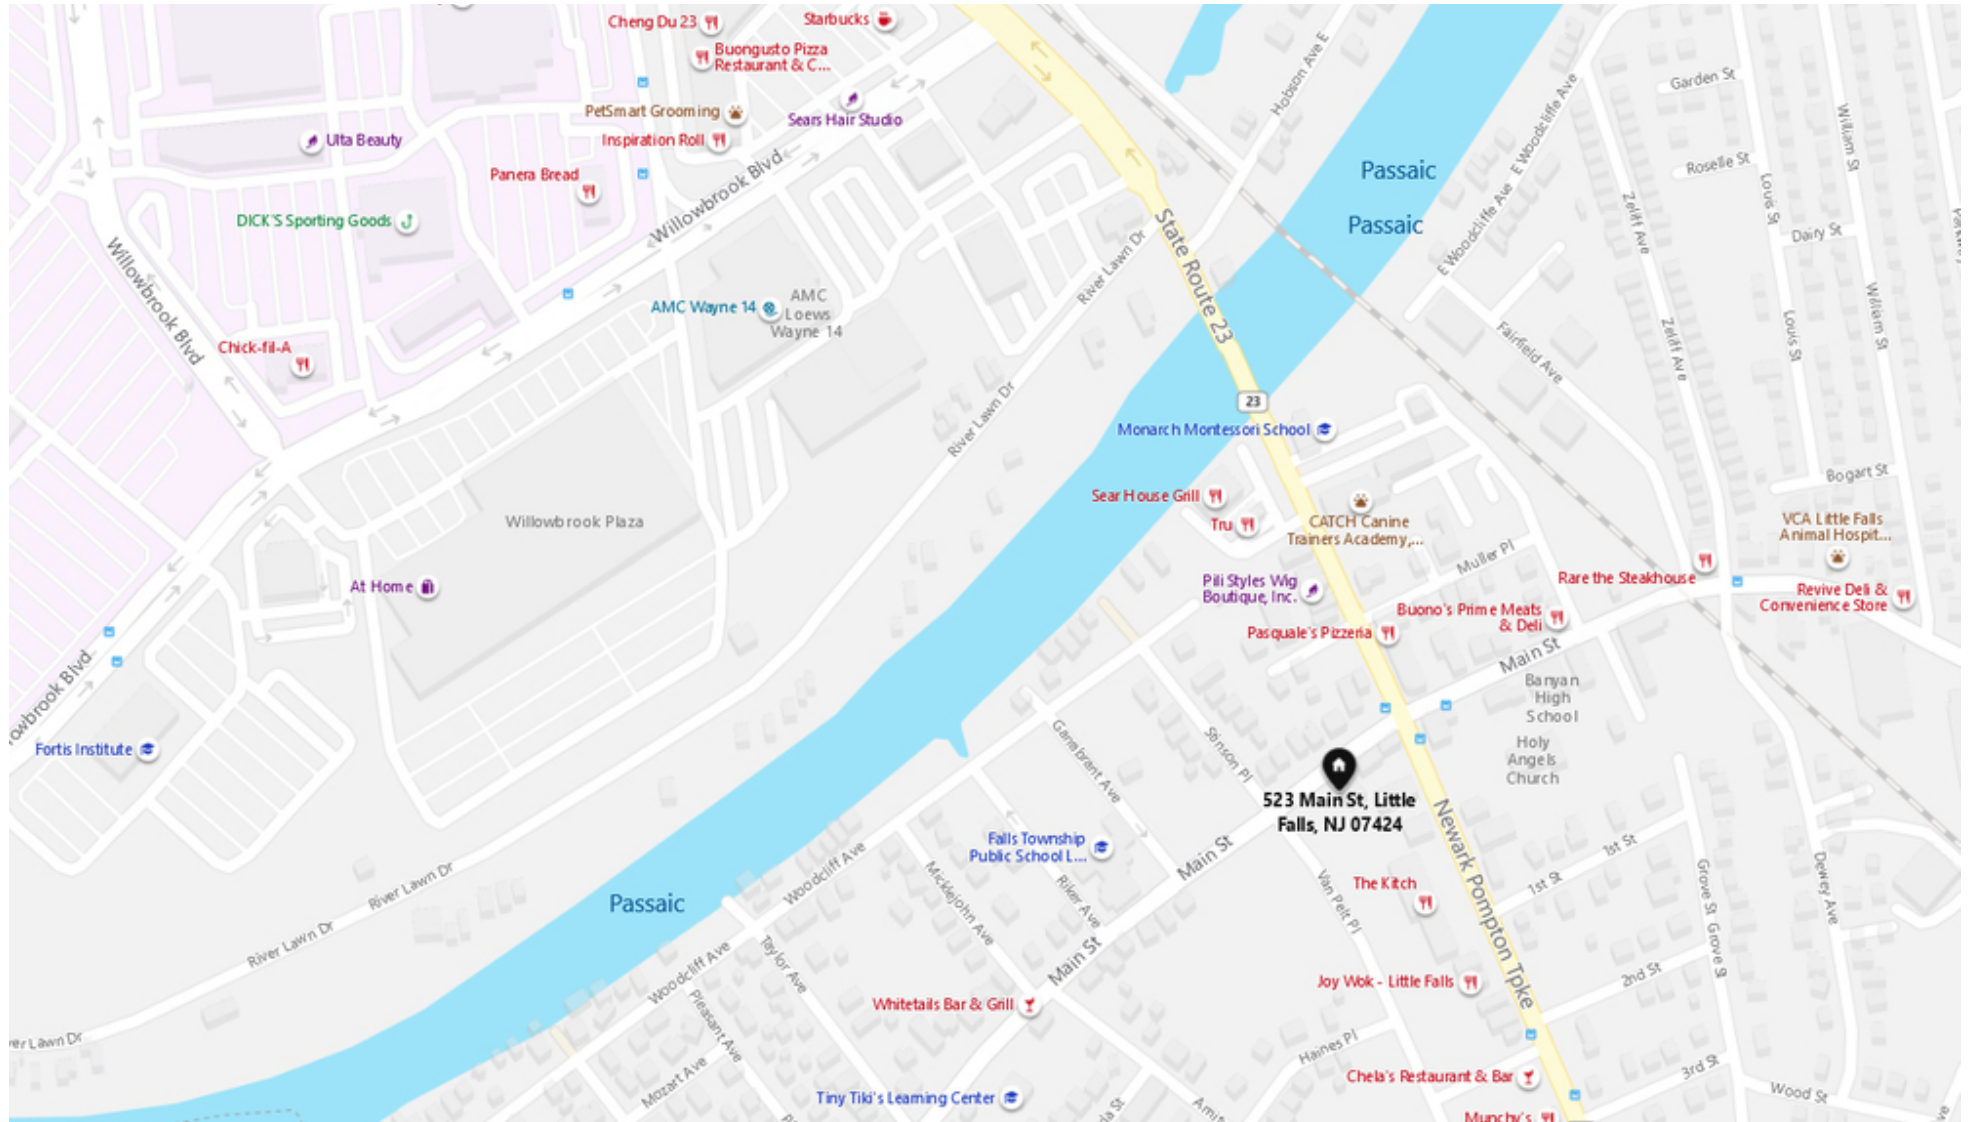 Cheng Du 23
Starbucks
Buongusto Pizza
Restaurant & C...
PetSmart Grooming
Sears Hair Studio
Inspiration Roll
Ulta Beauty
Panera Bread
DICK'S Sporting Goods
Willowbrook Blvd
Willowbrook Blvd
Chick-fil-A
AMC Wayne 14
AMC
Loews
Wayne 14
Hobson Ave E
E Woodcliffe Ave
E Woodcliffe Ave
Garden St
William St
Roselle St
Louis St
Zeliff Ave
Dairy St
Passaic
Passaic
State Route 23
River Lawn Dr
William St
Louis St
Zeliff Ave
Fairfield Ave
River Lawn Dr
23
Monarch Montessori School
Bogart St
Sear House Grill
Tru
CATCH Canine
Trainers Academy,...
VCA Little Falls
Animal Hospit...
Willowbrook Plaza
At Home
Muller Pl
Rare the Steakhouse
Revive Deli &
Convenience Store
Pili Styles Wig
Boutique, Inc.
Buono's Prime Meats
& Deli
Pasquale's Pizzeria
Main St
Banyan
High
School
Holy
Angels
Church
owbrook Blvd
Fortis Institute
Stinson Pl
Garrabrant Ave
523 Main St, Little
Falls, NJ 07424
Newark Pompton Tpke
Falls Township
Public School L...
Main St
1st St
1st St
Woodcliff Ave
Micklejohn Ave
Riker Ave
Van Pelt Pl
The Kitch
Grove St
Grove St
Dewey Ave
River Lawn Dr
River Lawn Dr
Passaic
Main St
Woodcliff Ave
Taylor Ave
Pleasant Ave
2nd St
Joy Wok - Little Falls
Whitetails Bar & Grill
ver Lawn Dr
Haines Pl
Mozart Ave
Chela's Restaurant & Bar
3rd St
Wood St
Tiny Tiki's Learning Center
Munchy's